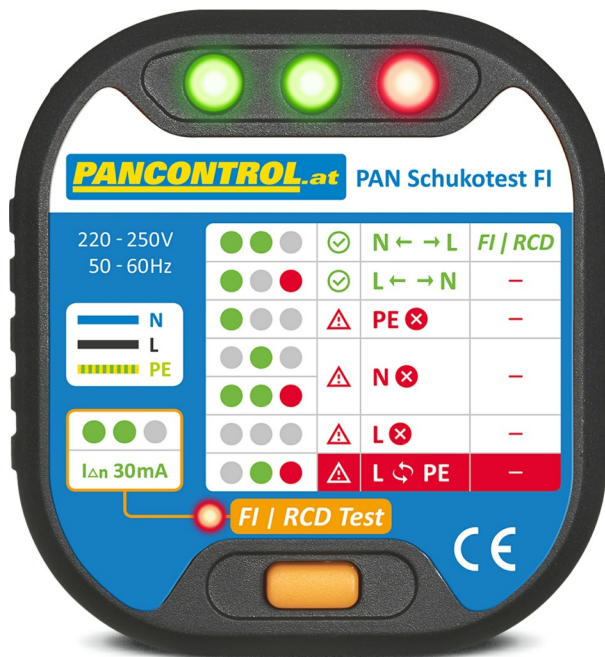 PANCONTROL.at PAN Schukotest FI
220 - 250V
50 - 60Hz
N
L
PE
N ← → L FI | RCD
L ← → N –
PE –
N –
L –
L PE –
I∆n 30mA
FI | RCD Test
CE